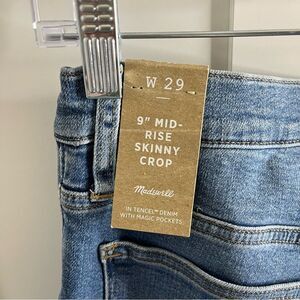 W 29
9" MID-
RISE
SKINNY
CROP
Madewell
IN TENCEL™ DENIM
WITH MAGIC POCKETS